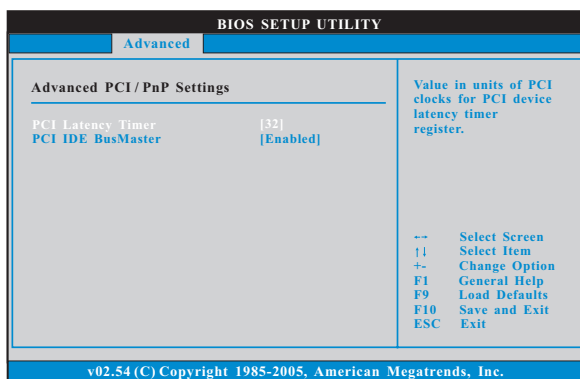 BIOS SETUP UTILITY
Advanced
Advanced PCI / PnP Settings
PCI Latency Timer [32]
PCI IDE BusMaster [Enabled]
Value in units of PCI
clocks for PCI device
latency timer
register.
←→ Select Screen
↑↓ Select Item
+- Change Option
F1 General Help
F9 Load Defaults
F10 Save and Exit
ESC Exit
v02.54 (C) Copyright 1985-2005, American Megatrends, Inc.